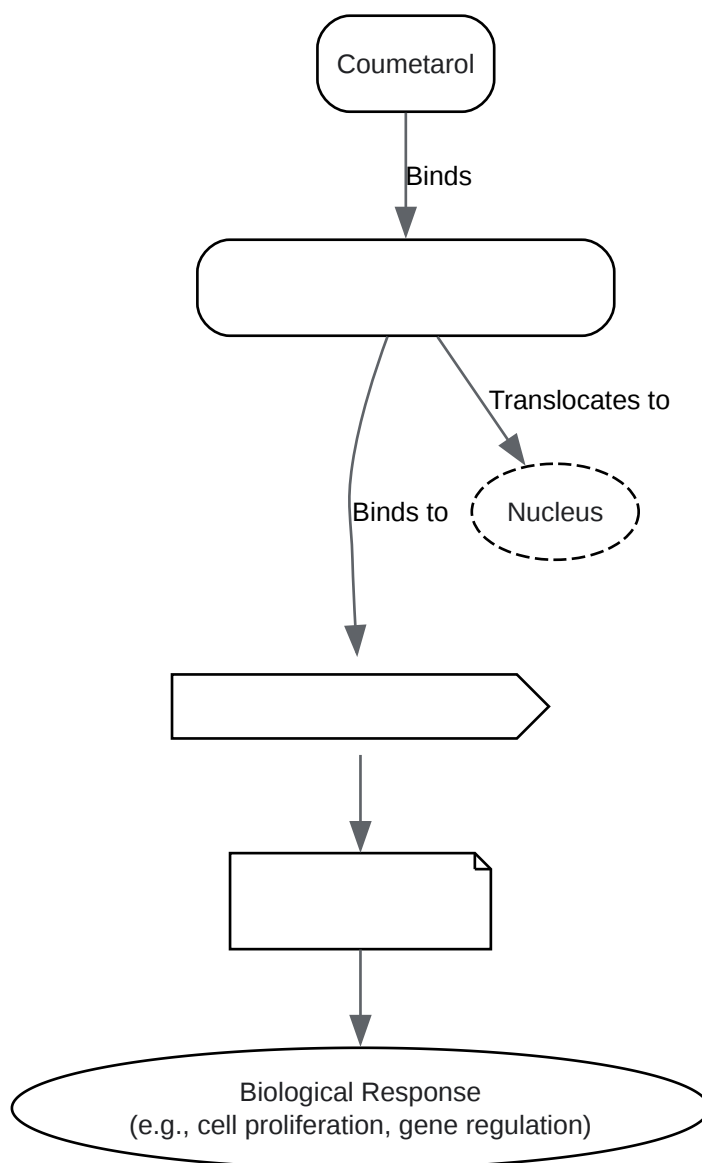 Coumetarol
Binds
Translocates to
Binds to
Nucleus
Biological Response
(e.g., cell proliferation, gene regulation)